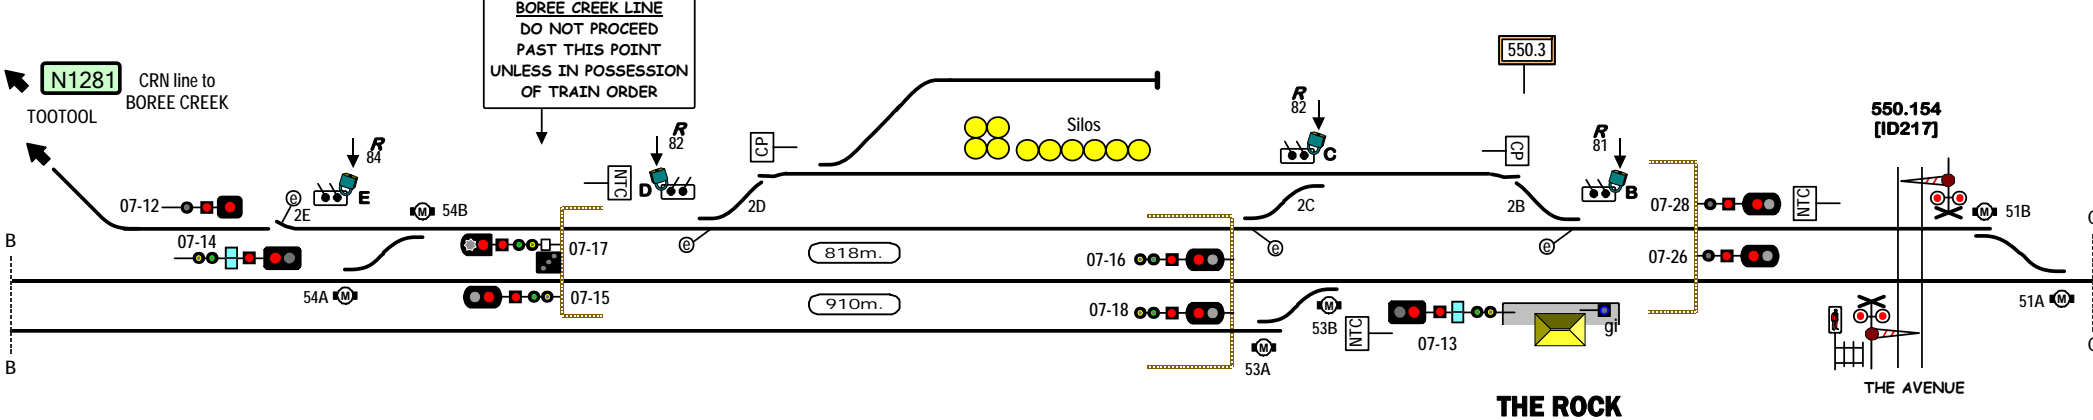 BOREE CREEK LINE
DO NOT PROCEED
PAST THIS POINT
UNLESS IN POSSESSION
OF TRAIN ORDER
N1281
CRN line to
BOREE CREEK
TOOTOOL
550.3
550.154
[ID217]
R
84
R
82
R
82
R
81
Silos
CP
CP
NTC
NTC
NTC
E
D
C
B
07-12
e
2E
M
54B
2D
2C
2B
07-28
07-14
07-17
e
e
e
818m.
07-16
07-26
M
51B
54A
M
07-15
910m.
07-18
M
53B
07-13
gi
51A
M
M
53A
B
B
C
C
THE AVENUE
THE ROCK